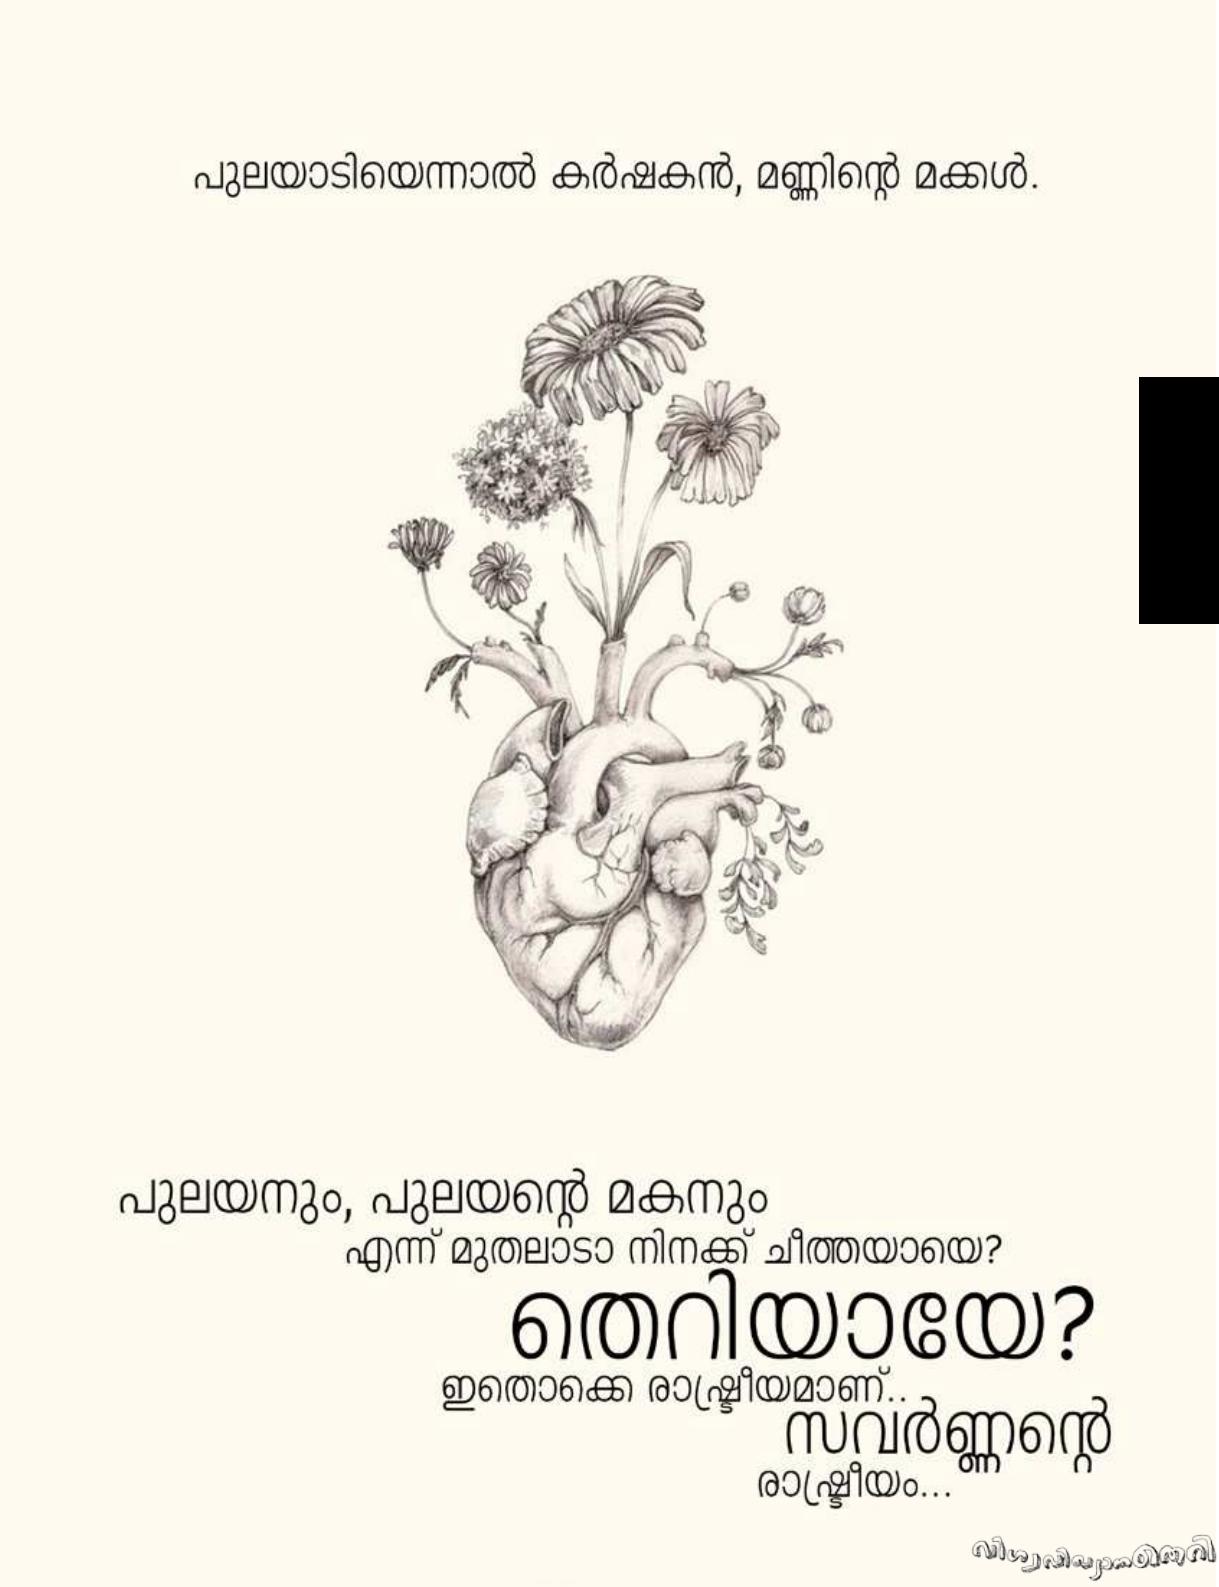 പുലയാടിയെന്നാൽ കർഷകൻ, മണ്ണിന്റെ മക്കൾ.
പുലയനും, പുലയന്റെ മകനും
എന്ന് മുതലാടാ നിനക്ക് ചീത്തയായെ?
തെറിയായേ?
ഇതൊക്കെ രാഷ്ട്രീയമാണ്..
സവർണ്ണന്റെ
രാഷ്ട്രീയം...